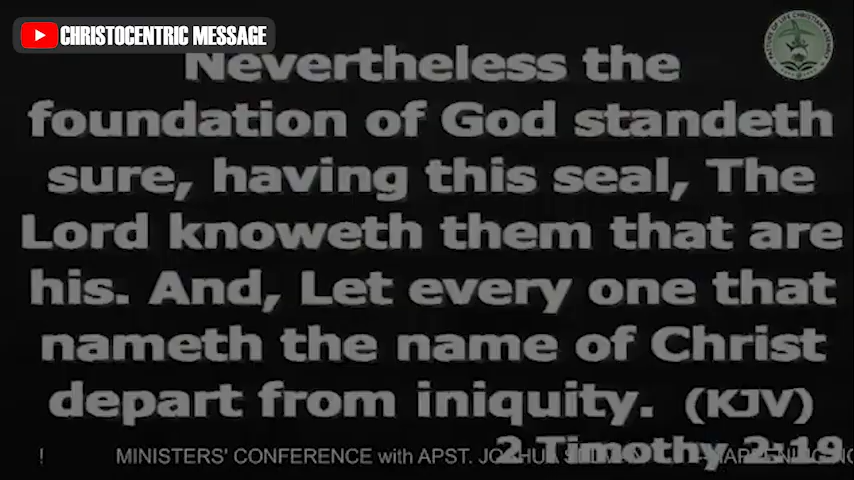 CHRISTOCENTRIC MESSAGE
Nevertheless the
foundation of God standeth
sure, having this seal, The
Lord knoweth them that are
his. And, Let every one that
nameth the name of Christ
depart from iniquity. (KJV)
2 Timothy 2:19
! MINISTERS' CONFERENCE with APST.